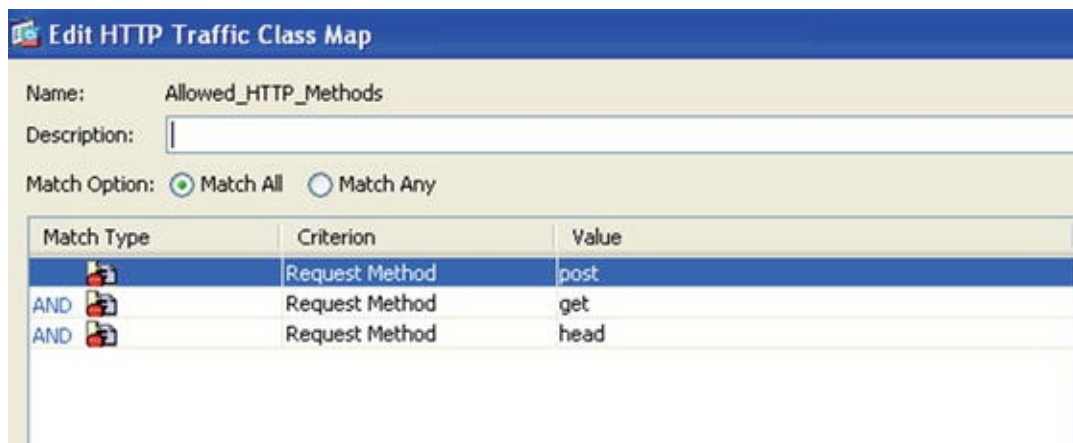 Edit HTTP Traffic Class Map
Name: Allowed_HTTP_Methods
Description:
Match Option: Match All Match Any
Match Type Criterion Value
Request Method post
AND Request Method get
AND Request Method head